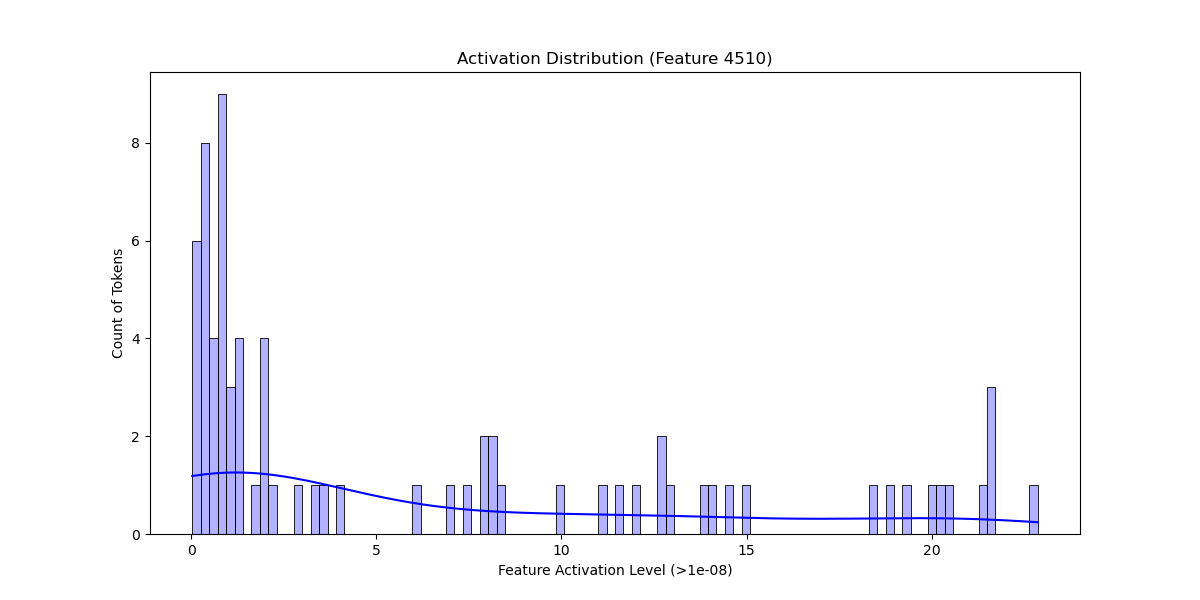 Activation Distribution (Feature 4510)
Count of Tokens
8
6
4
2
0
0 5 10 15 20
Feature Activation Level (>1e-08)